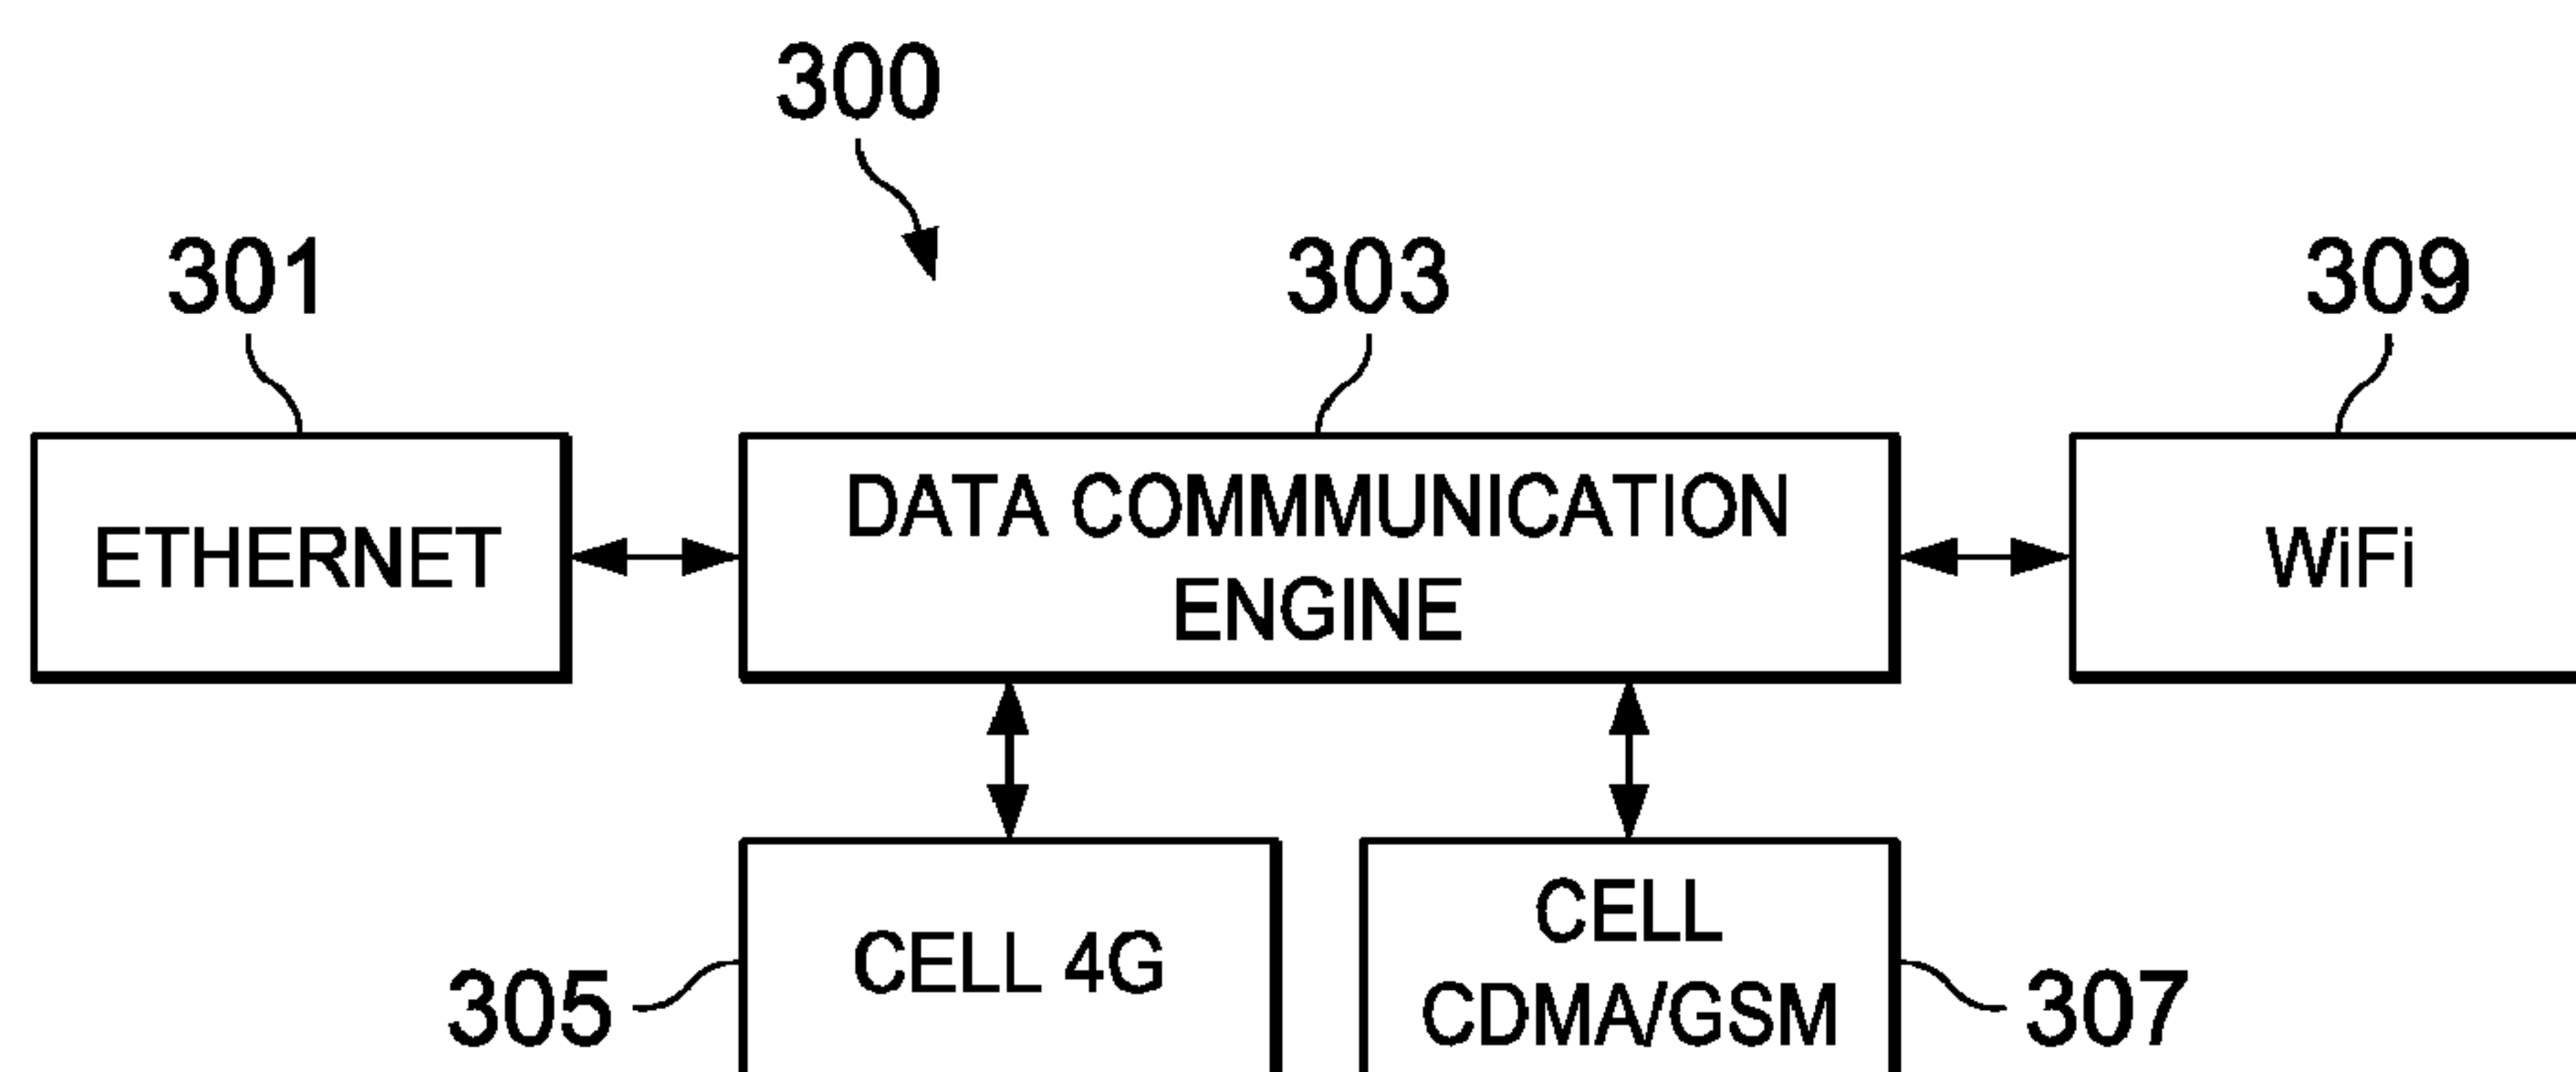 300
301
303
309
ETHERNET
DATA COMMMUNICATION
ENGINE
WiFi
CELL 4G
CELL
CDMA/GSM
305
307